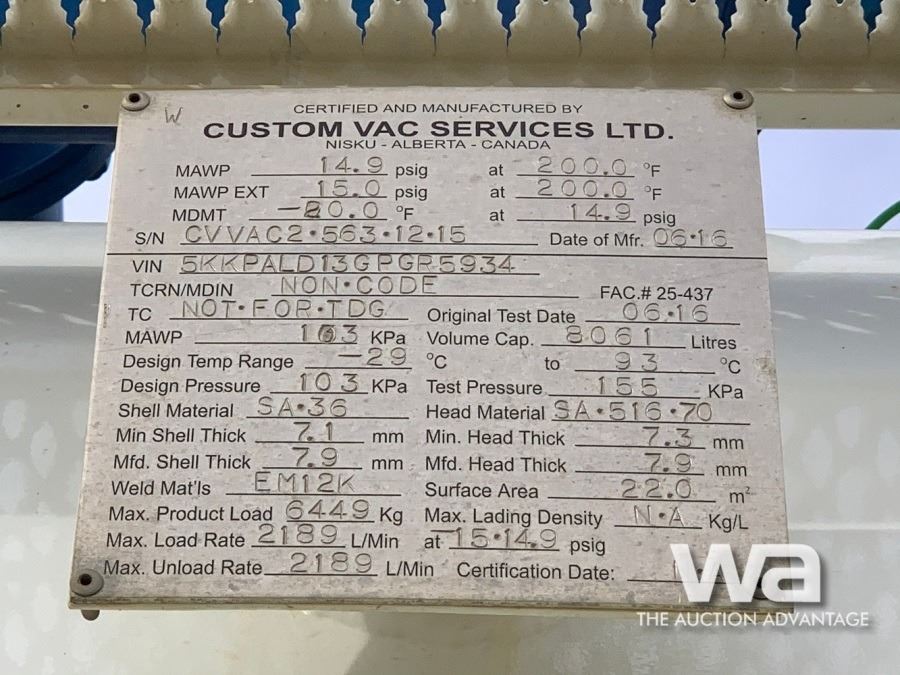 W
CERTIFIED AND MANUFACTURED BY
CUSTOM VAC SERVICES LTD.
NISKU - ALBERTA - CANADA
MAWP 14.9 psig at 200.0 °F
MAWP EXT 15.0 psig at 200.0 °F
MDMT -20.0 °F at 14.9 psig
S/N CVVAC2·563·12·15 Date of Mfr. 06·16
VIN 5KKPALD13GPGR5934
TCRN/MDIN NON·CODE FAC.# 25-437
TC NOT·FOR·TDG Original Test Date 06·16
MAWP 103 KPa Volume Cap. 8061 Litres
Design Temp Range -29 °C to 93 °C
Design Pressure 103 KPa Test Pressure 155 KPa
Shell Material SA·36 Head Material SA·516·70
Min Shell Thick 7.1 mm Min. Head Thick 7.3 mm
Mfd. Shell Thick 7.9 mm Mfd. Head Thick 7.9 mm
Weld Mat'ls EM12K Surface Area 22.0 m²
Max. Product Load 6449 Kg Max. Lading Density N·A Kg/L
Max. Load Rate 2189 L/Min at 15·14.9 psig
Max. Unload Rate 2189 L/Min Certification Date:
wa
THE AUCTION ADVANTAGE